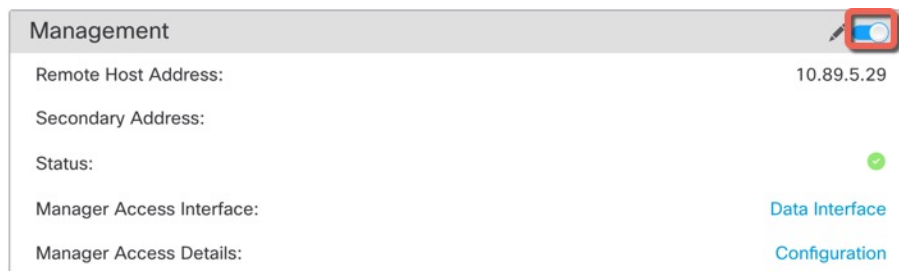 Management
Remote Host Address: 10.89.5.29
Secondary Address:
Status:
Manager Access Interface: Data Interface
Manager Access Details: Configuration